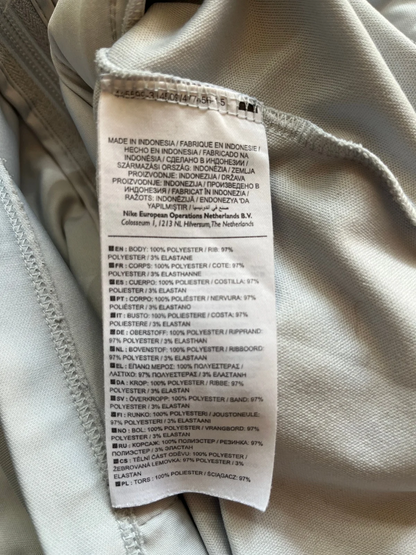 MADE IN INDONESIA / FABRIQUE EN INDONESIE /
HECHO EN INDONESIA / FABRICADO NA
INDONÉSIA / СДЕЛАНО В ИНДОНЕЗИИ /
SZÁRMAZÁSI ORSZÁG: INDONÉZIA / ZEMLJA
PROIZVODNJE: INDONEZIJA / DRŽAVA
PROIZVODNJE: INDONEZIJA / ПРОИЗВЕДЕНО В
ИНДОНЕЗИЯ / FABRICAT ÎN INDONEZIA /
RAŽOTS: INDONĒZIJĀ / ENDONEZYA'DA
YAPILMIŞTIR /
Nike European Operations Netherlands B.V.
Colosseum 1, 1213 NL Hilversum, The Netherlands
EN: BODY: 100% POLYESTER / RIB: 97%
POLYESTER / 3% ELASTANE
FR: CORPS: 100% POLYESTER / COTE: 97%
POLYESTER / 3% ELASTHANNE
ES: CUERPO: 100% POLIÉSTER / COSTILLA: 97%
POLIÉSTER / 3% ELASTAN
PT: CORPO: 100% POLIÉSTER / NERVURA: 97%
POLIÉSTER / 3% ELASTANO
IT: BUSTO: 100% POLIESTERE / COSTA: 97%
POLIESTERE / 3% ELASTAN
DE: OBERSTOFF: 100% POLYESTER / RIPPRAND:
97% POLYESTER / 3% ELASTHAN
NL: BOVENSTOF: 100% POLYESTER / RIBBOORD:
97% POLYESTER / 3% ELASTAAN
EL: ΕΠΑΝΩ ΜΕΡΟΣ: 100% ΠΟΛΥΕΣΤΕΡΑΣ /
ΛΑΣΤΙΧΟ: 97% ΠΟΛΥΕΣΤΕΡΑΣ / 3% ΕΛΑΣΤΑΝΗ
DA: KROP: 100% POLYESTER / RIBBE: 97%
POLYESTER / 3% ELASTAN
SV: ÖVERKROPP: 100% POLYESTER / BAND: 97%
POLYESTER / 3% ELASTAN
FI: RUNKO: 100% POLYESTERI / JOUSTONEULE:
97% POLYESTERI / 3% ELASTAANI
NO: BOL: 100% POLYESTER / VRANGBORD: 97%
POLYESTER / 3% ELASTAN
RU: КОРСАЖ: 100% ПОЛИЭСТЕР / РЕЗИНКА: 97%
ПОЛИЭСТЕР / 3% ЭЛАСТАН
CS: TĚLNÍ ČÁST ODĚVU: 100% POLYESTER /
ŽEBROVANÁ LEMOVKA: 97% POLYESTER / 3%
ELASTAN
PL: TORS: 100% POLIESTER / ŚCIĄGACZ: 97%